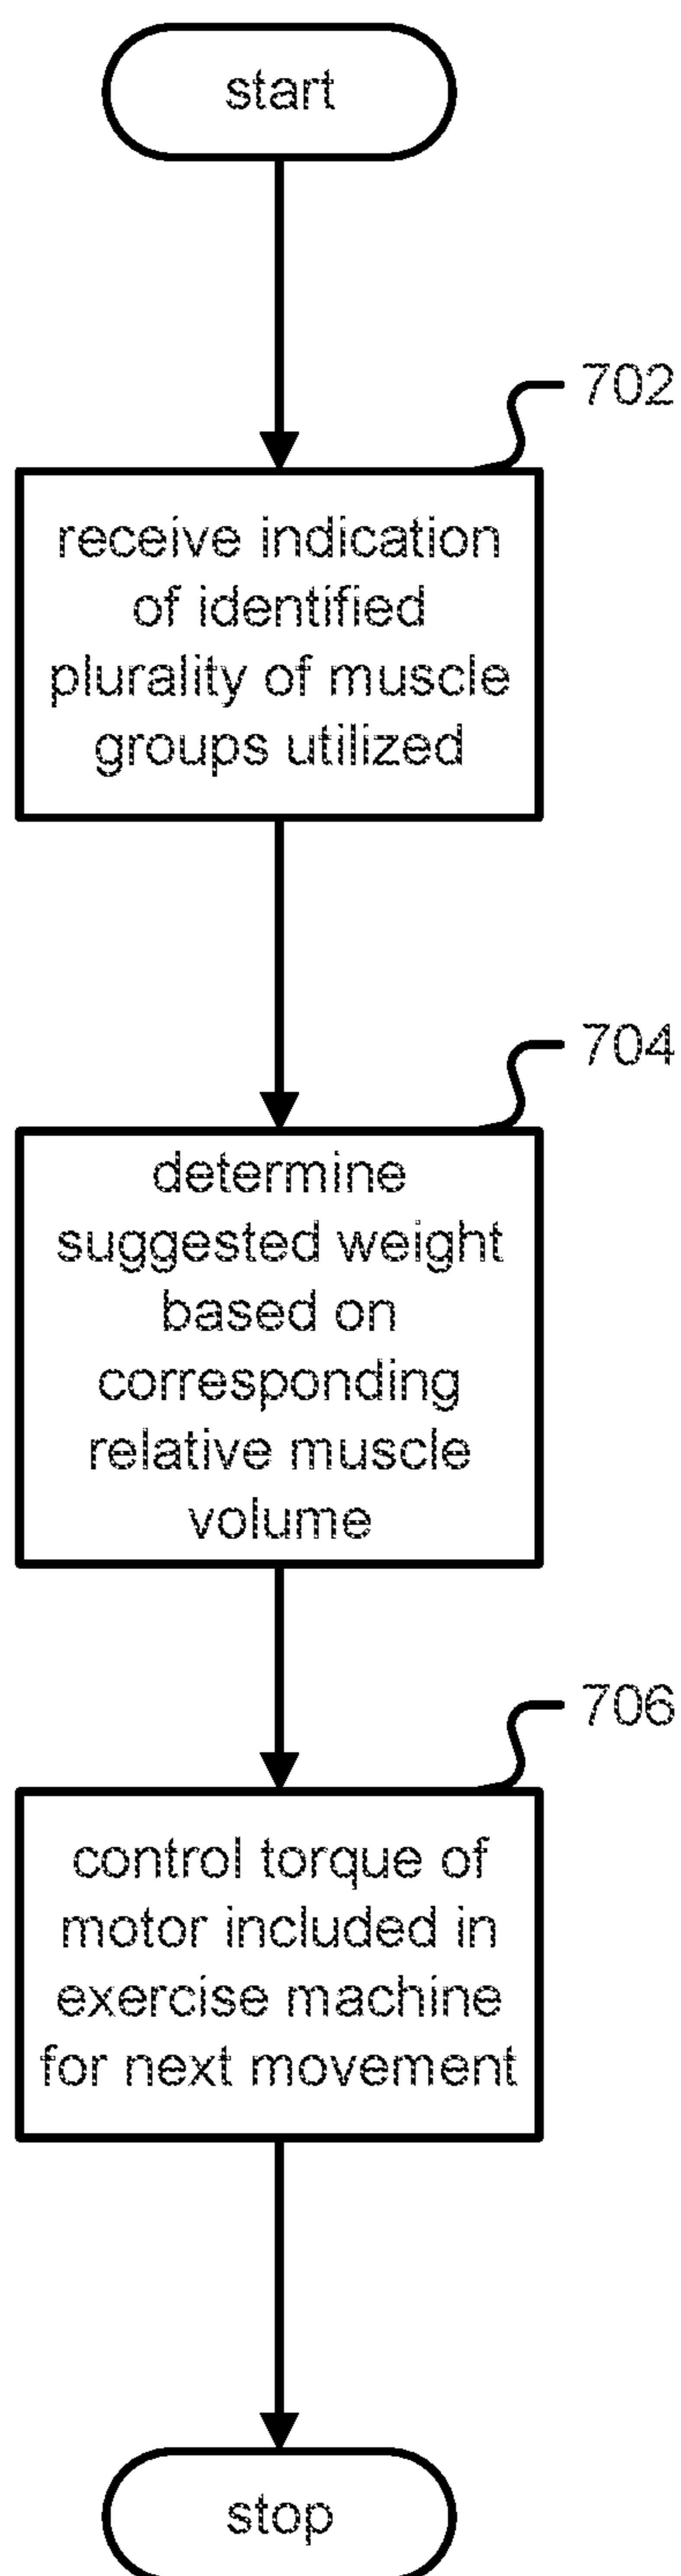 start
702
receive indication
of identified
plurality of muscle
groups utilized
704
determine
suggested weight
based on
corresponding
relative muscle
volume
706
control torque of
motor included in
exercise machine
for next movement
stop